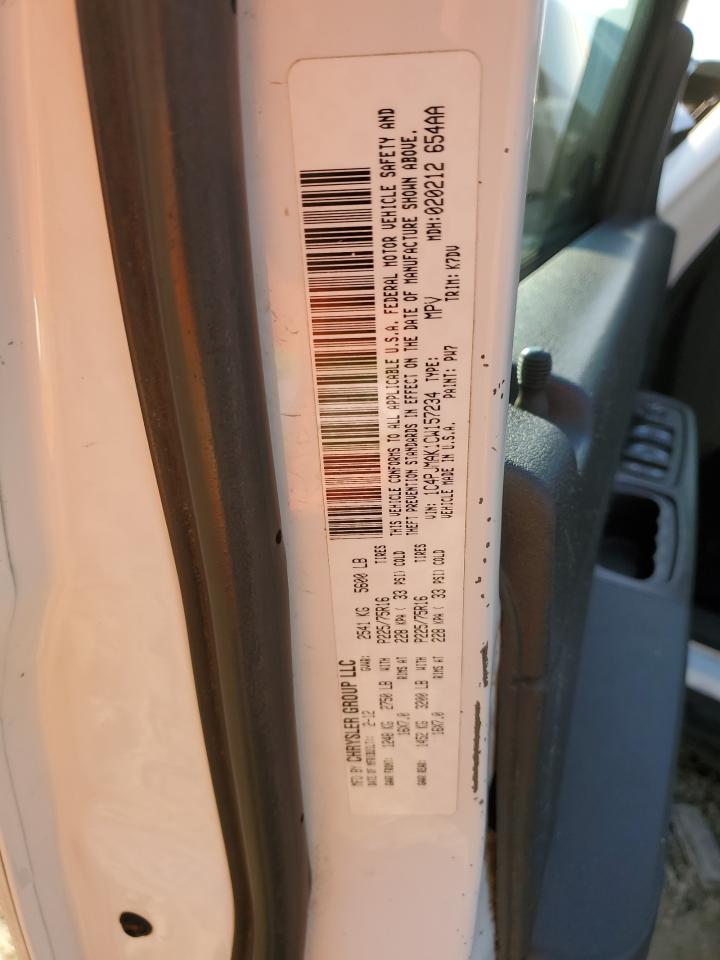 MFD BY CHRYSLER GROUP LLC
DATE OF MFR(BUILT): 2-12 GVWR: 2541 KG 5600 LB
GAWR FRONT: 1248 KG 2750 LB WITH P225/75R16 TIRES
16X7.0 RIMS AT 228 KPA( 33 PSI) COLD
GAWR REAR: 1452 KG 3200 LB WITH P225/75R16 TIRES
16X7.0 RIMS AT 228 KPA( 33 PSI) COLD
THIS VEHICLE CONFORMS TO ALL APPLICABLE U.S.A. FEDERAL MOTOR VEHICLE SAFETY AND
THEFT PREVENTION STANDARDS IN EFFECT ON THE DATE OF MANUFACTURE SHOWN ABOVE.
VIN: 1C4PJMAK1CW157234 TYPE: MPV MDH:020212 654AA
VEHICLE MADE IN U.S.A. PAINT: PW7 TRIM: K7DV